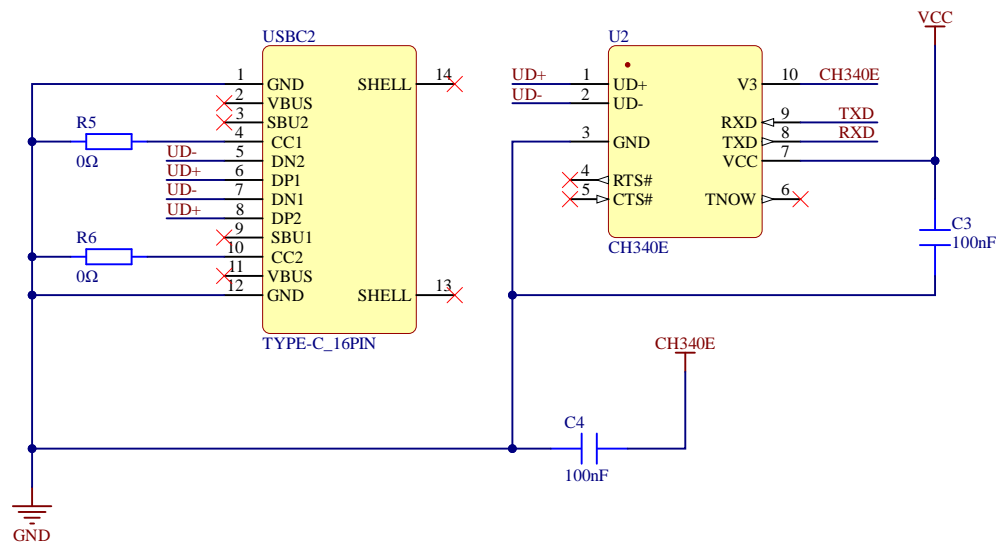 VCC
USBC2
U2
1 GND
2 VBUS
3 SBU2
4 CC1
5 DN2
6 DP1
7 DN1
8 DP2
9 SBU1
10 CC2
11 VBUS
12 GND
SHELL 14
SHELL 13
TYPE-C_16PIN
R5
0Ω
UD-
UD+
UD-
UD+
R6
0Ω
UD+ 1 UD+
UD- 2 UD-
3 GND
4 RTS#
5 CTS#
V3 10 CH340E
RXD 9 TXD
TXD 8 RXD
VCC 7
TNOW 6
CH340E
C3
100nF
CH340E
C4
100nF
GND